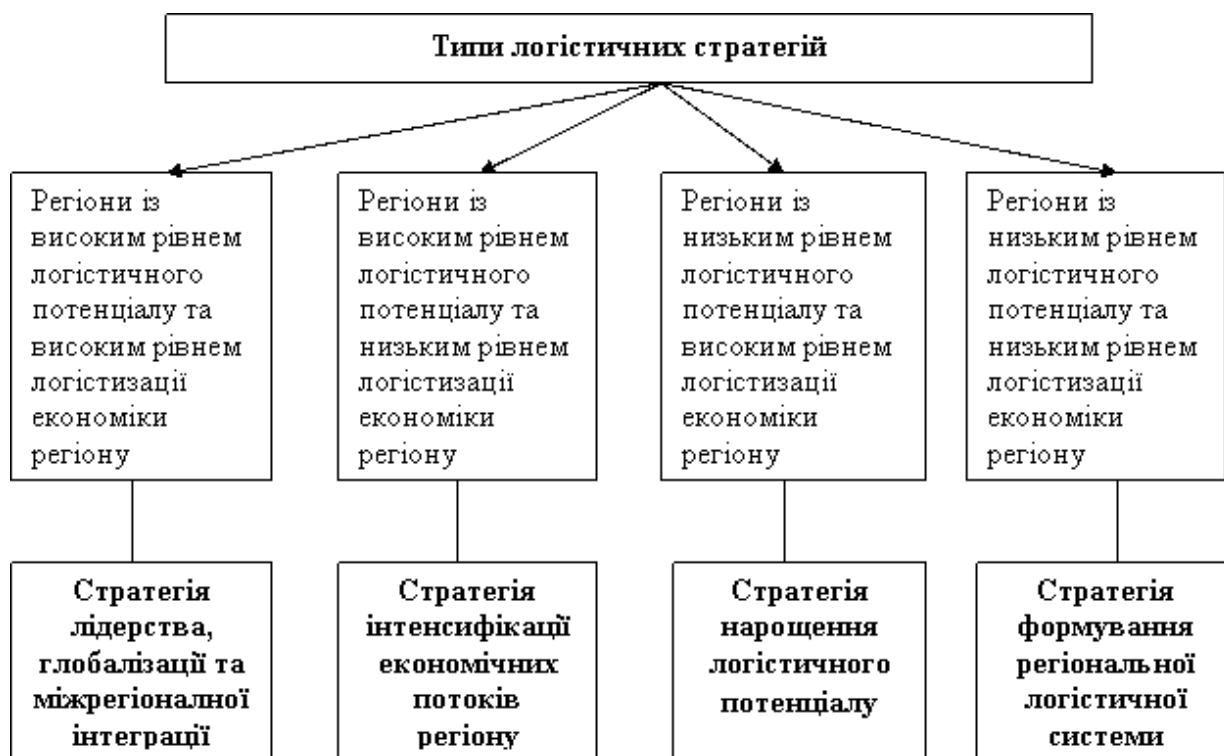 Типи логістичних стратегій
Регіони із
високим рівнем
логістичного
потенціалу та
високим рівнем
логістизації
економіки
регіону
Регіони із
високим рівнем
логістичного
потенціалу та
низьким рівнем
логістизації
економіки
регіону
Регіони із
низьким рівнем
логістичного
потенціалу та
високим рівнем
логістизації
економіки
регіону
Регіони із
низьким рівнем
логістичного
потенціалу та
низьким рівнем
логістизації
економіки
регіону
Стратегія
лідерства,
глобалізації та
міжрегіоналної
інтеграції
Стратегія
інтенсифікації
економічних
потоків
регіону
Стратегія
нарощення
логістичного
потенціалу
Стратегія
формування
регіональної
логістичної
системи